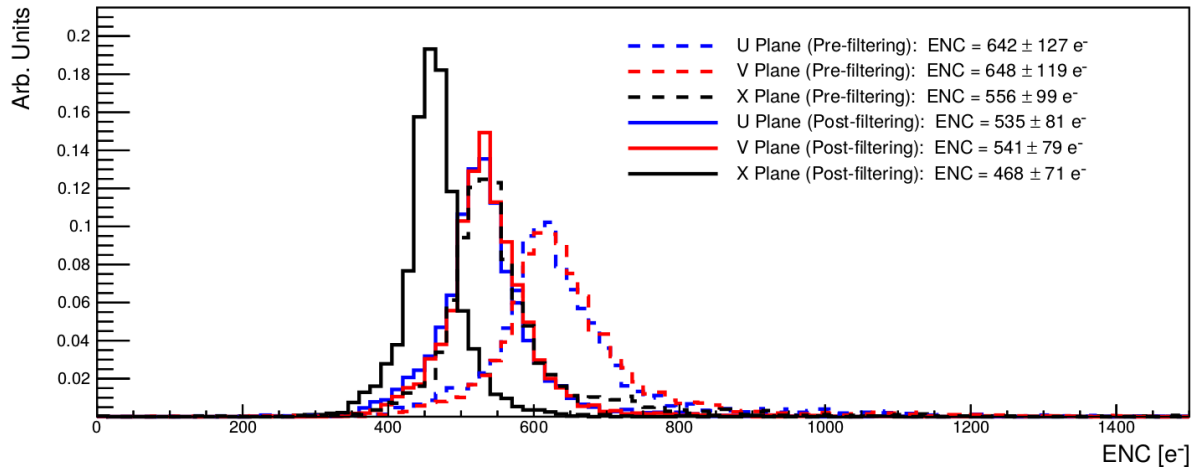 Arb. Units
0.2
0.18
0.16
0.14
0.12
0.1
0.08
0.06
0.04
0.02
U Plane (Pre-filtering): ENC = 642 ± 127 e⁻
V Plane (Pre-filtering): ENC = 648 ± 119 e⁻
X Plane (Pre-filtering): ENC = 556 ± 99 e⁻
U Plane (Post-filtering): ENC = 535 ± 81 e⁻
V Plane (Post-filtering): ENC = 541 ± 79 e⁻
X Plane (Post-filtering): ENC = 468 ± 71 e⁻
0 200 400 600 800 1000 1200 1400
ENC [e⁻]